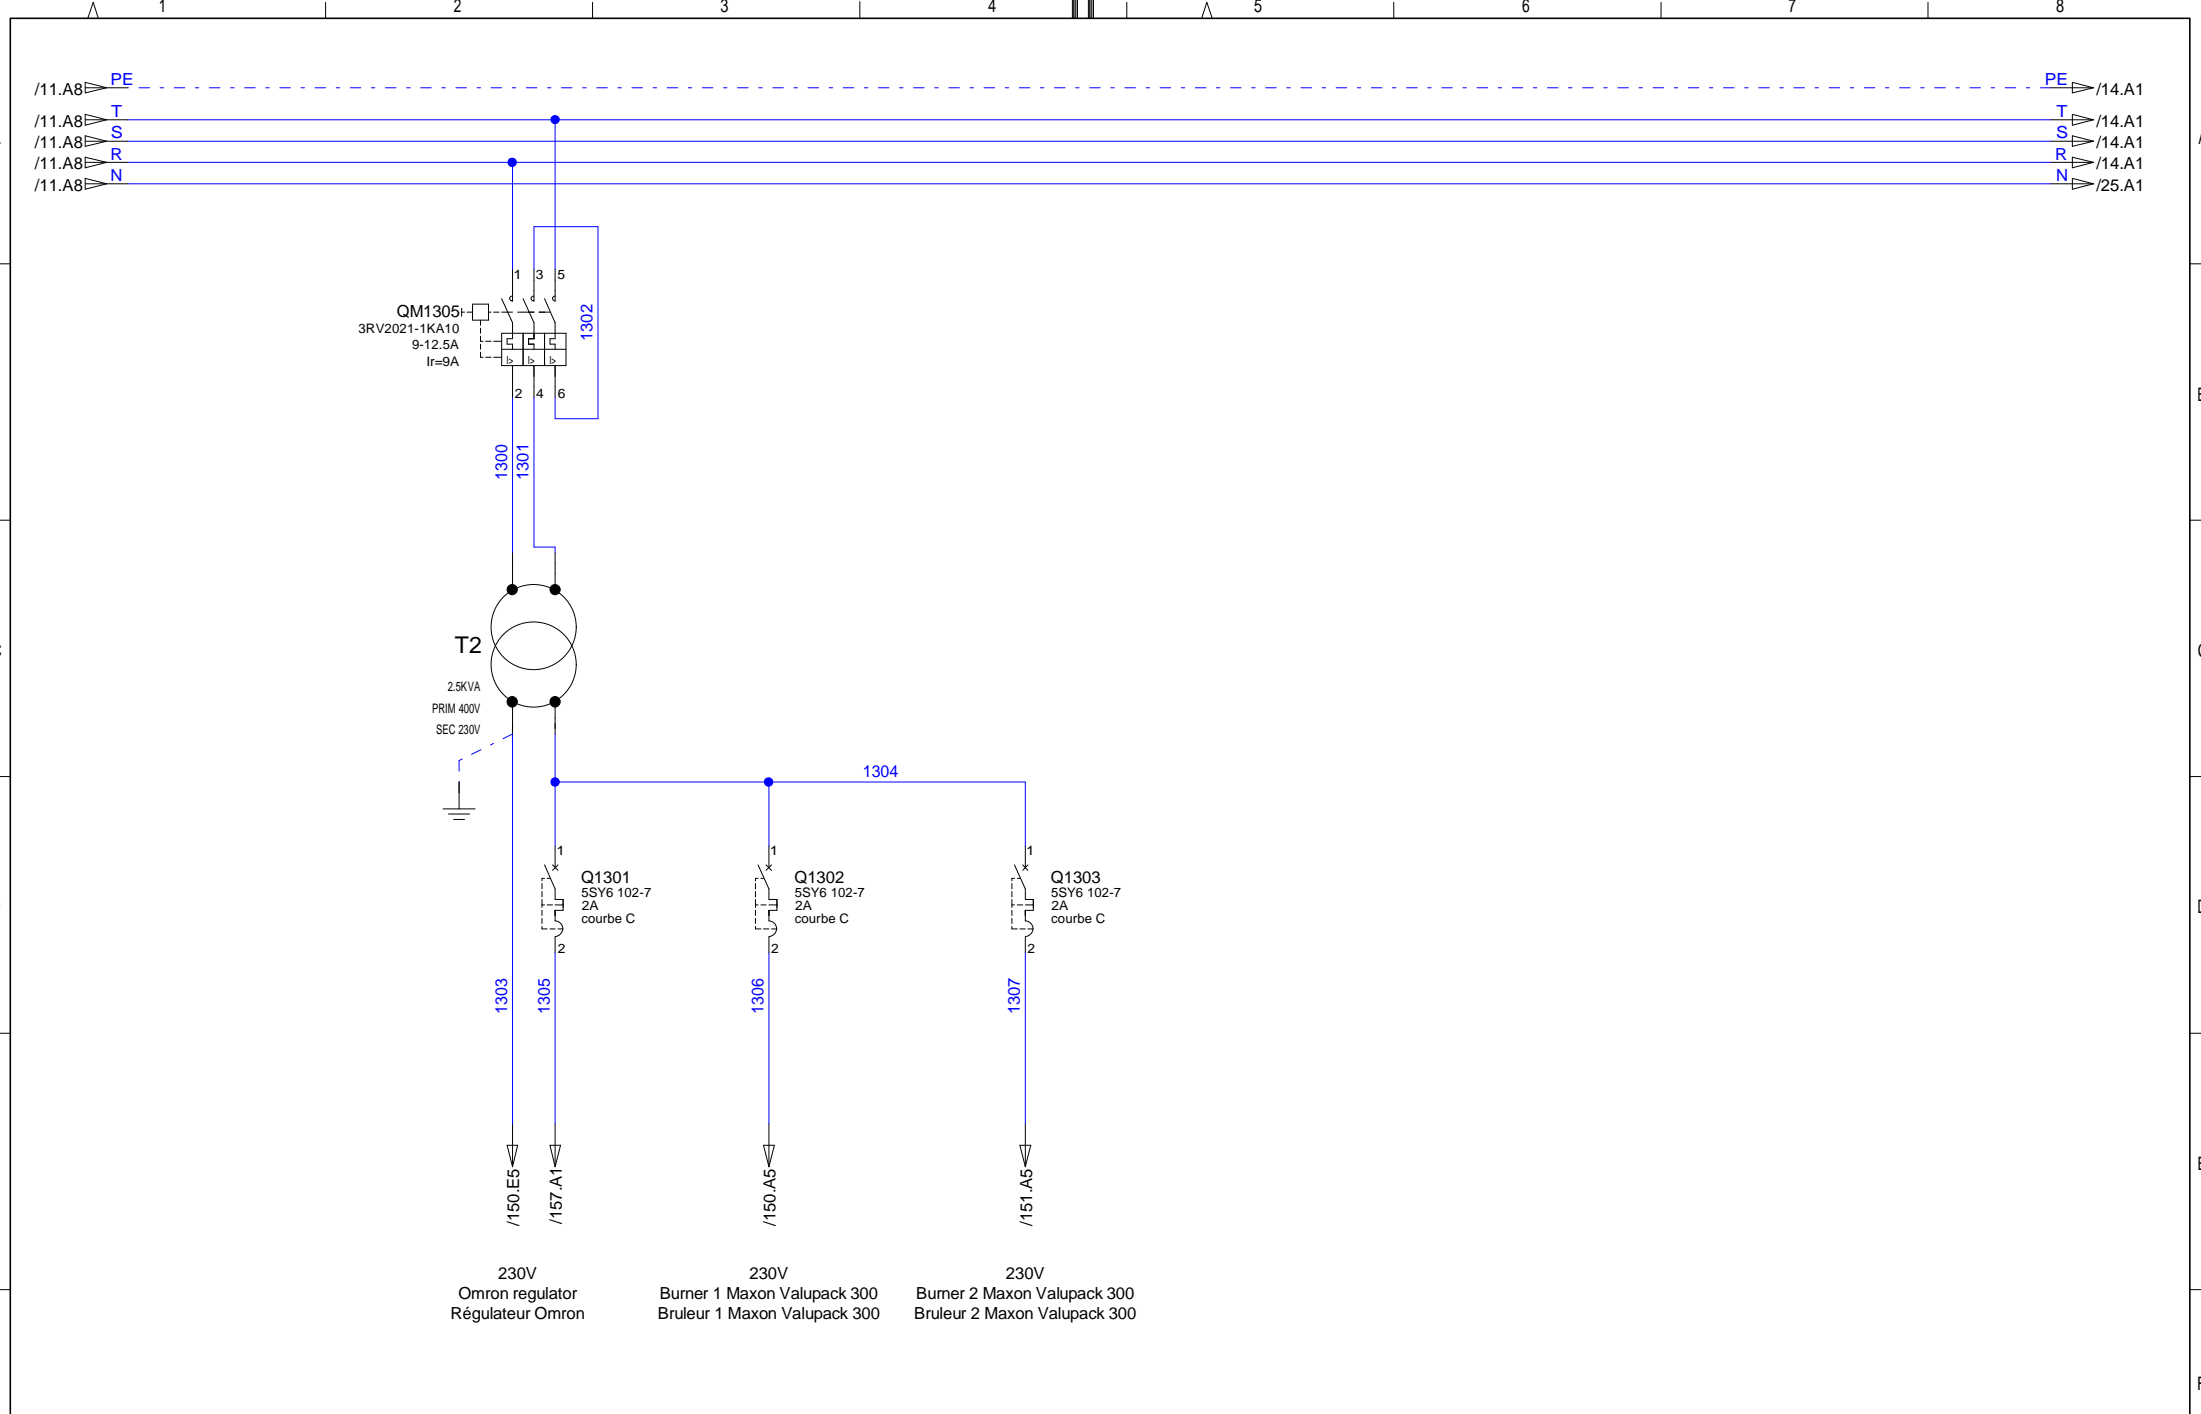 1 2 3 4 5 6 7 8
/11.A8 PE PE /14.A1
/11.A8 T T /14.A1
/11.A8 S S /14.A1
/11.A8 R R /14.A1
/11.A8 N N /25.A1
1 3 5
QM1305
3RV2021-1KA10
9-12.5A
Ir=9A
I> I> I>
1302
2 4 6
1300
1301
T2
2.5KVA
PRIM 400V
SEC 230V
1304
1
Q1301
5SY6 102-7
2A
courbe C
2
1
Q1302
5SY6 102-7
2A
courbe C
2
1
Q1303
5SY6 102-7
2A
courbe C
2
1303
1305
1306
1307
/150.E5
/157.A1
/150.A5
/151.A5
230V
Omron regulator
Régulateur Omron
230V
Burner 1 Maxon Valupack 300
Bruleur 1 Maxon Valupack 300
230V
Burner 2 Maxon Valupack 300
Bruleur 2 Maxon Valupack 300